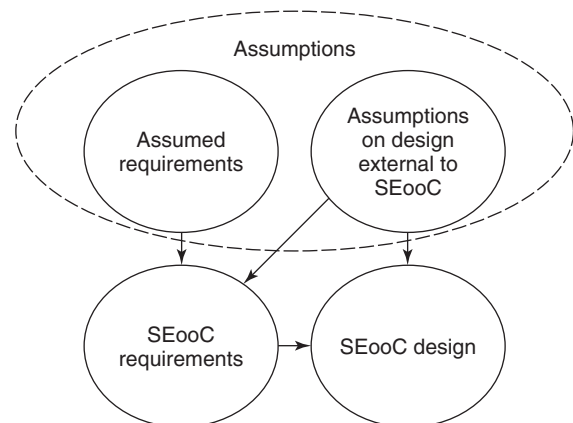 Assumptions
Assumed
requirements
Assumptions
on design
external to
SEooC
SEooC
requirements
SEooC design